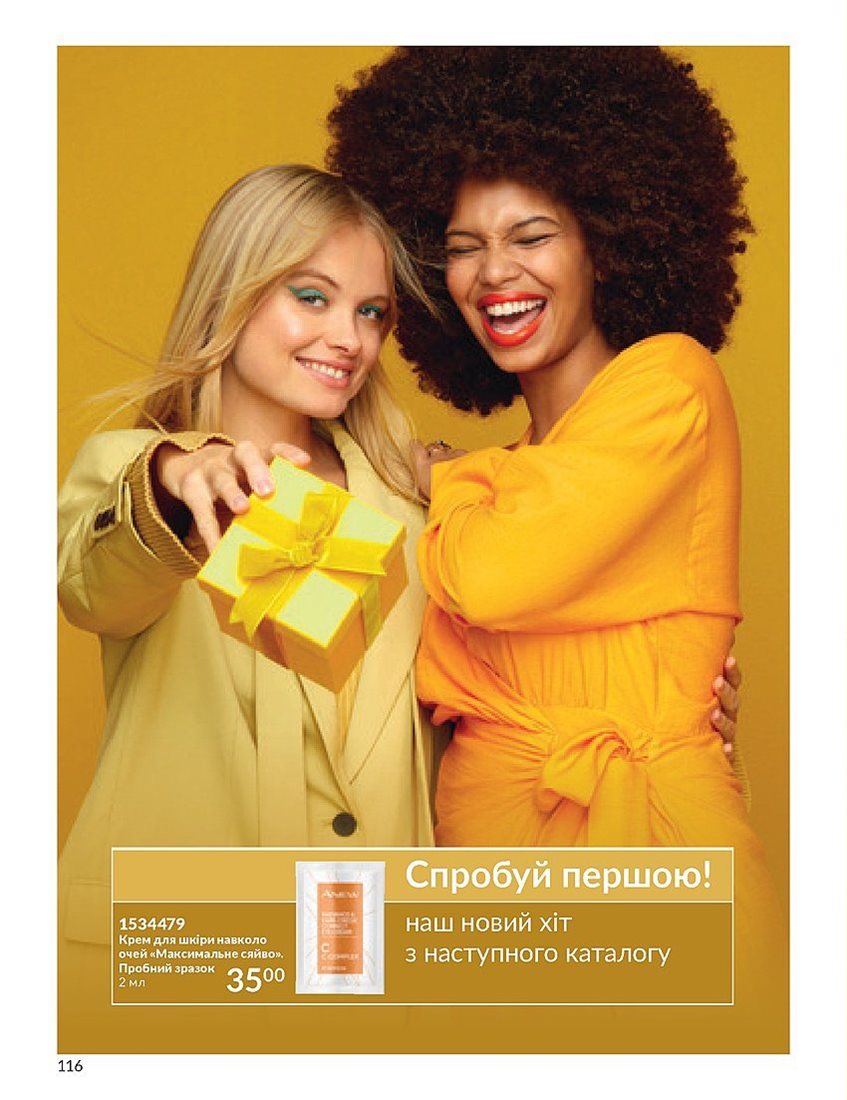 Спробуй першою!
наш новий хіт
з наступного каталогу
1534479
Крем для шкіри навколо
очей «Максимальне сяйво».
Пробний зразок
2 мл
3500
ANEW
116